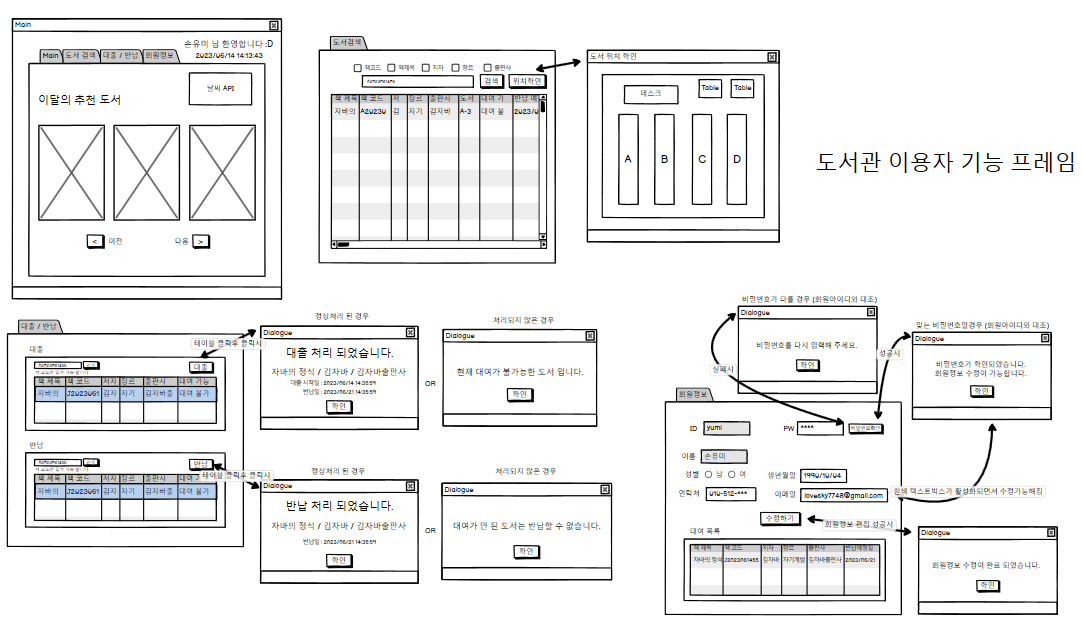 Main
손유미 님 환영합니다 :D
2023/06/14 14:13:43
Main 도서 검색 대출 / 반납 회원정보
날씨 API
이달의 추천 도서
< 이전
다음 >
도서검색
책코드 책제목 저자 장르 출판사
검색 위치확인
책 제목 책 코드 저 장르 출판사 도서 대여 가 반납 예
자바의 A20230 김 자기 김자바 A-3 대여 불 2023/0
도서 위치 확인
데스크
Table
Table
A B C D
도서관 이용자 기능 프레임
대출 / 반납
대출
대출
책 제목 책 코드 저자 장르 출판사 대여 가능
자바의 J2023061 김자 자기 김자바출 대여 불가
반납
반납
책 제목 책 코드 저자 장르 출판사 대여 가능
자바의 J2023061 김자 자기 김자바출 대여 불가
테이블 클릭후 클릭시
테이블 클릭후 클릭시
정상처리 된 경우
Dialogue
대출 처리 되었습니다.
자바의 정석 / 김자바 / 김자바출판사
대출 시작일 : 2023/06/14 14:35:59
반납일 : 2023/06/21 14:35:59
확인
OR
처리되지 않은 경우
Dialogue
현재 대여가 불가능한 도서 입니다.
확인
정상처리 된 경우
Dialogue
반납 처리 되었습니다.
자바의 정석 / 김자바 / 김자바출판사
반납일 : 2023/06/21 14:35:59
확인
OR
처리되지 않은 경우
Dialogue
대여가 안 된 도서는 반납할 수 없습니다.
확인
비밀번호가 다를 경우 (회원아이디와 대조)
Dialogue
비밀번호를 다시 입력해 주세요.
확인
실패시
성공시
맞는 비밀번호일경우 (회원아이디와 대조)
Dialogue
비밀번호가 확인되었습니다.
회원정보 수정이 가능합니다.
확인
회원정보
ID yumi
PW ****
비밀번호확인
이름 손유미
성별 남 여
생년월일 1990/10/04
연락처 010-512-***
이메일 lovesky7748@gmail.com
흰색 텍스트박스가 활성화되면서 수정가능해짐
수정하기
회원정보 편집 성공시
대여 목록
책 제목 책 코드 저자 장르 출판사 반납예정일
자바의 정석 J2023061455 김자바 자기계발 김자바출판사 2023/06/21
Dialogue
회원정보 수정이 완료 되었습니다.
확인